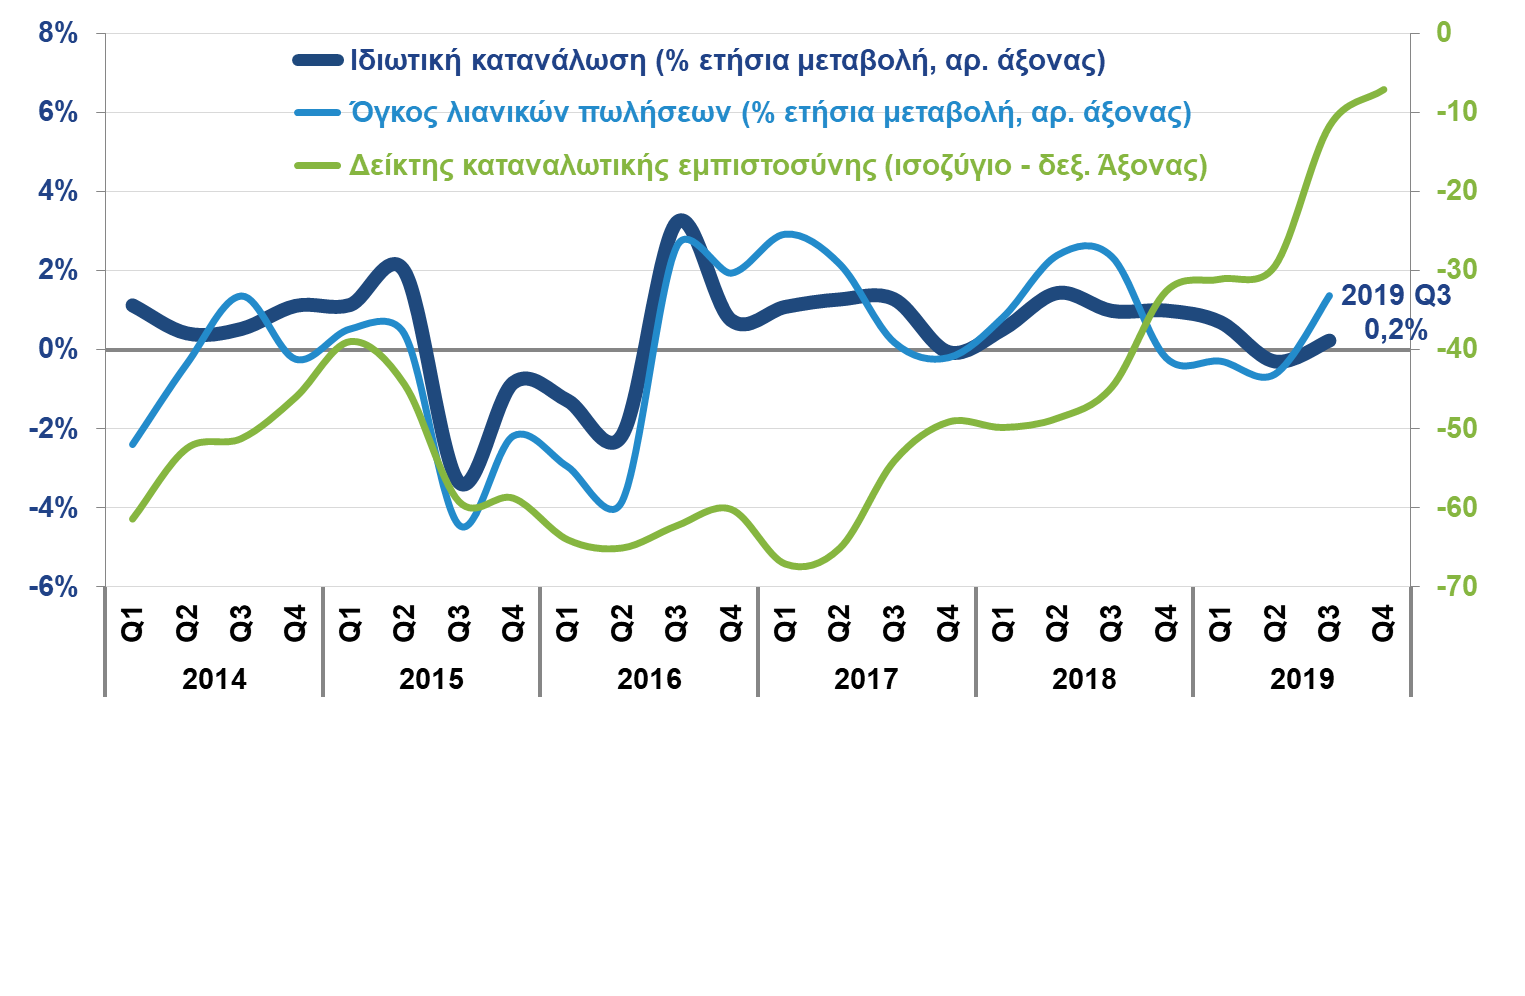 Ιδιωτική κατανάλωση (% ετήσια μεταβολή, αρ. άξονας)
Όγκος λιανικών πωλήσεων (% ετήσια μεταβολή, αρ. άξονας)
Δείκτης καταναλωτικής εμπιστοσύνης (ισοζύγιο - δεξ. Άξονας)
8%
6%
4%
2%
0%
-2%
-4%
-6%
0
-10
-20
-30
-40
-50
-60
-70
2019 Q3
0,2%
Q1 Q2 Q3 Q4 Q1 Q2 Q3 Q4 Q1 Q2 Q3 Q4 Q1 Q2 Q3 Q4 Q1 Q2 Q3 Q4 Q1 Q2 Q3 Q4
2014 2015 2016 2017 2018 2019